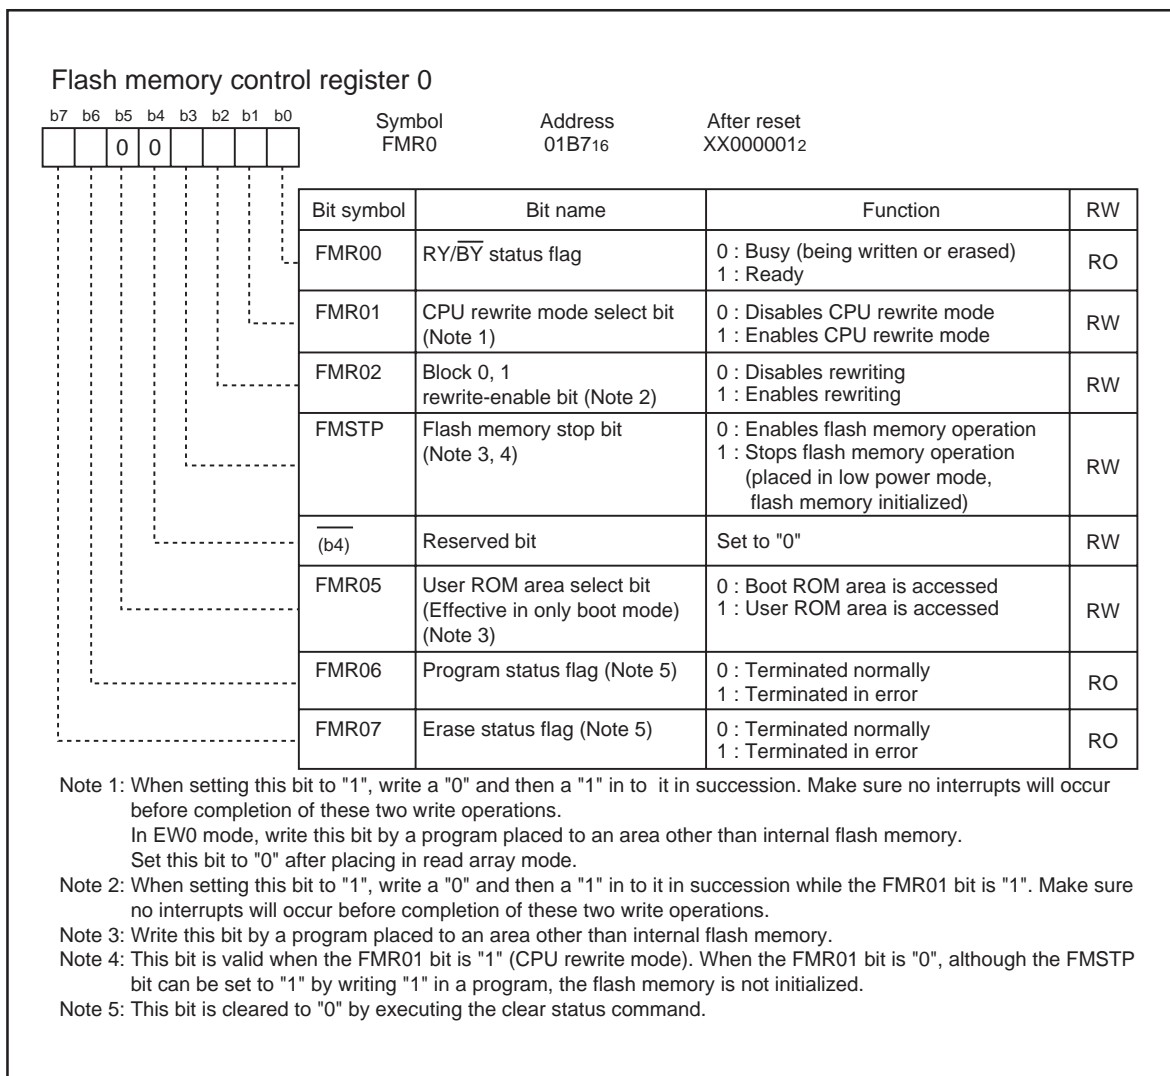 Flash memory control register 0
b7 b6 b5 b4 b3 b2 b1 b0
0 0
Symbol Address After reset
FMR0 01B716 XX0000012
Bit symbol Bit name Function RW
FMR00 RY/BY status flag 0 : Busy (being written or erased) RO
1 : Ready
FMR01 CPU rewrite mode select bit 0 : Disables CPU rewrite mode RW
(Note 1) 1 : Enables CPU rewrite mode
FMR02 Block 0, 1 0 : Disables rewriting RW
rewrite-enable bit (Note 2) 1 : Enables rewriting
FMSTP Flash memory stop bit 0 : Enables flash memory operation RW
(Note 3, 4) 1 : Stops flash memory operation
(placed in low power mode,
flash memory initialized)
(b4) Reserved bit Set to "0" RW
FMR05 User ROM area select bit 0 : Boot ROM area is accessed RW
(Effective in only boot mode) 1 : User ROM area is accessed
(Note 3)
FMR06 Program status flag (Note 5) 0 : Terminated normally RO
1 : Terminated in error
FMR07 Erase status flag (Note 5) 0 : Terminated normally RO
1 : Terminated in error
Note 1: When setting this bit to "1", write a "0" and then a "1" in to it in succession. Make sure no interrupts will occur
before completion of these two write operations.
In EW0 mode, write this bit by a program placed to an area other than internal flash memory.
Set this bit to "0" after placing in read array mode.
Note 2: When setting this bit to "1", write a "0" and then a "1" in to it in succession while the FMR01 bit is "1". Make sure
no interrupts will occur before completion of these two write operations.
Note 3: Write this bit by a program placed to an area other than internal flash memory.
Note 4: This bit is valid when the FMR01 bit is "1" (CPU rewrite mode). When the FMR01 bit is "0", although the FMSTP
bit can be set to "1" by writing "1" in a program, the flash memory is not initialized.
Note 5: This bit is cleared to "0" by executing the clear status command.